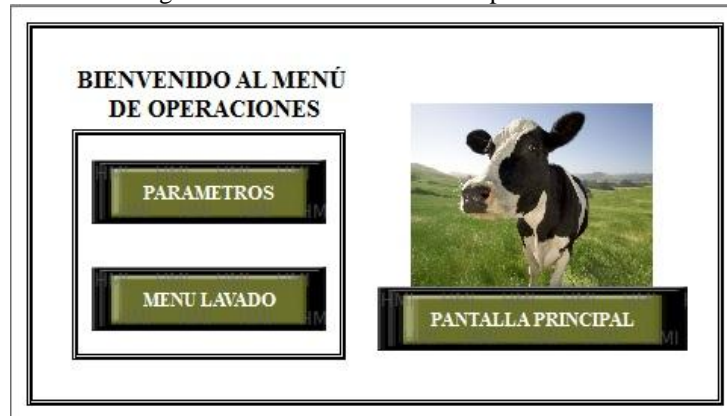 BIENVENIDO AL MENÚ
DE OPERACIONES
PARAMETROS
MENU LAVADO
PANTALLA PRINCIPAL